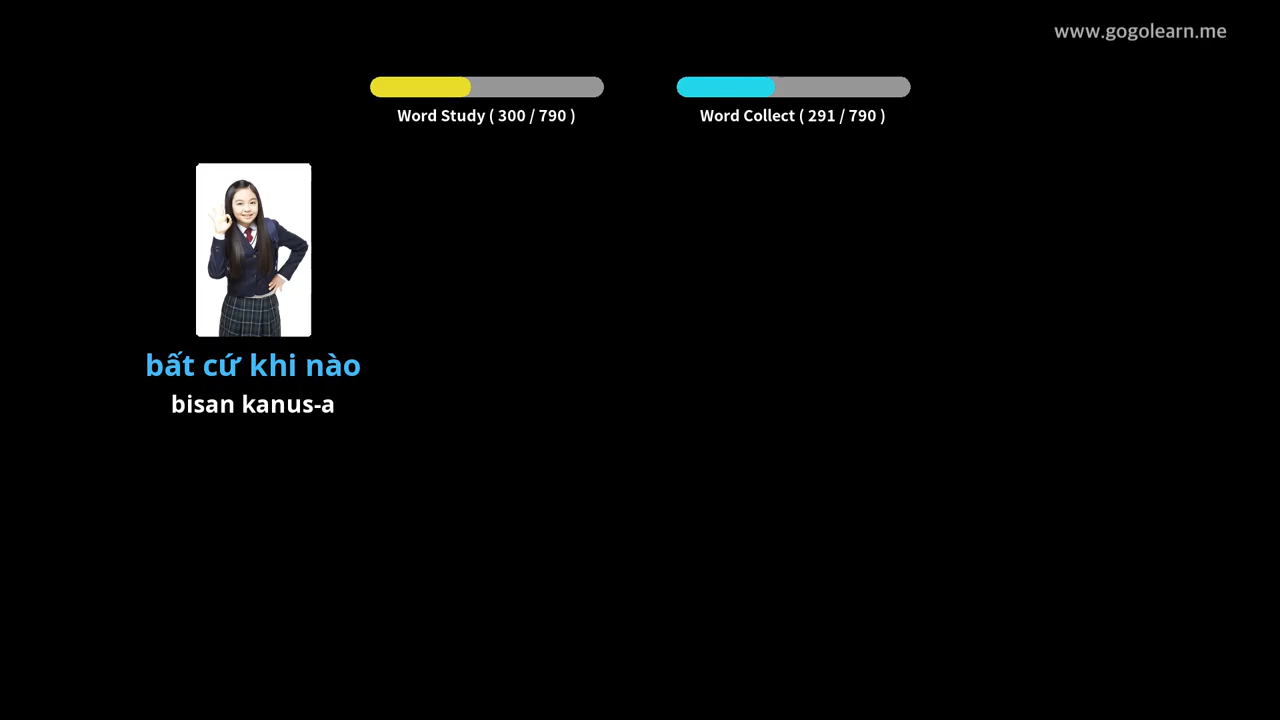 www.gogolearn.me
Word Study ( 300 / 790 )
Word Collect ( 291 / 790 )
bất cứ khi nào
bisan kanus-a